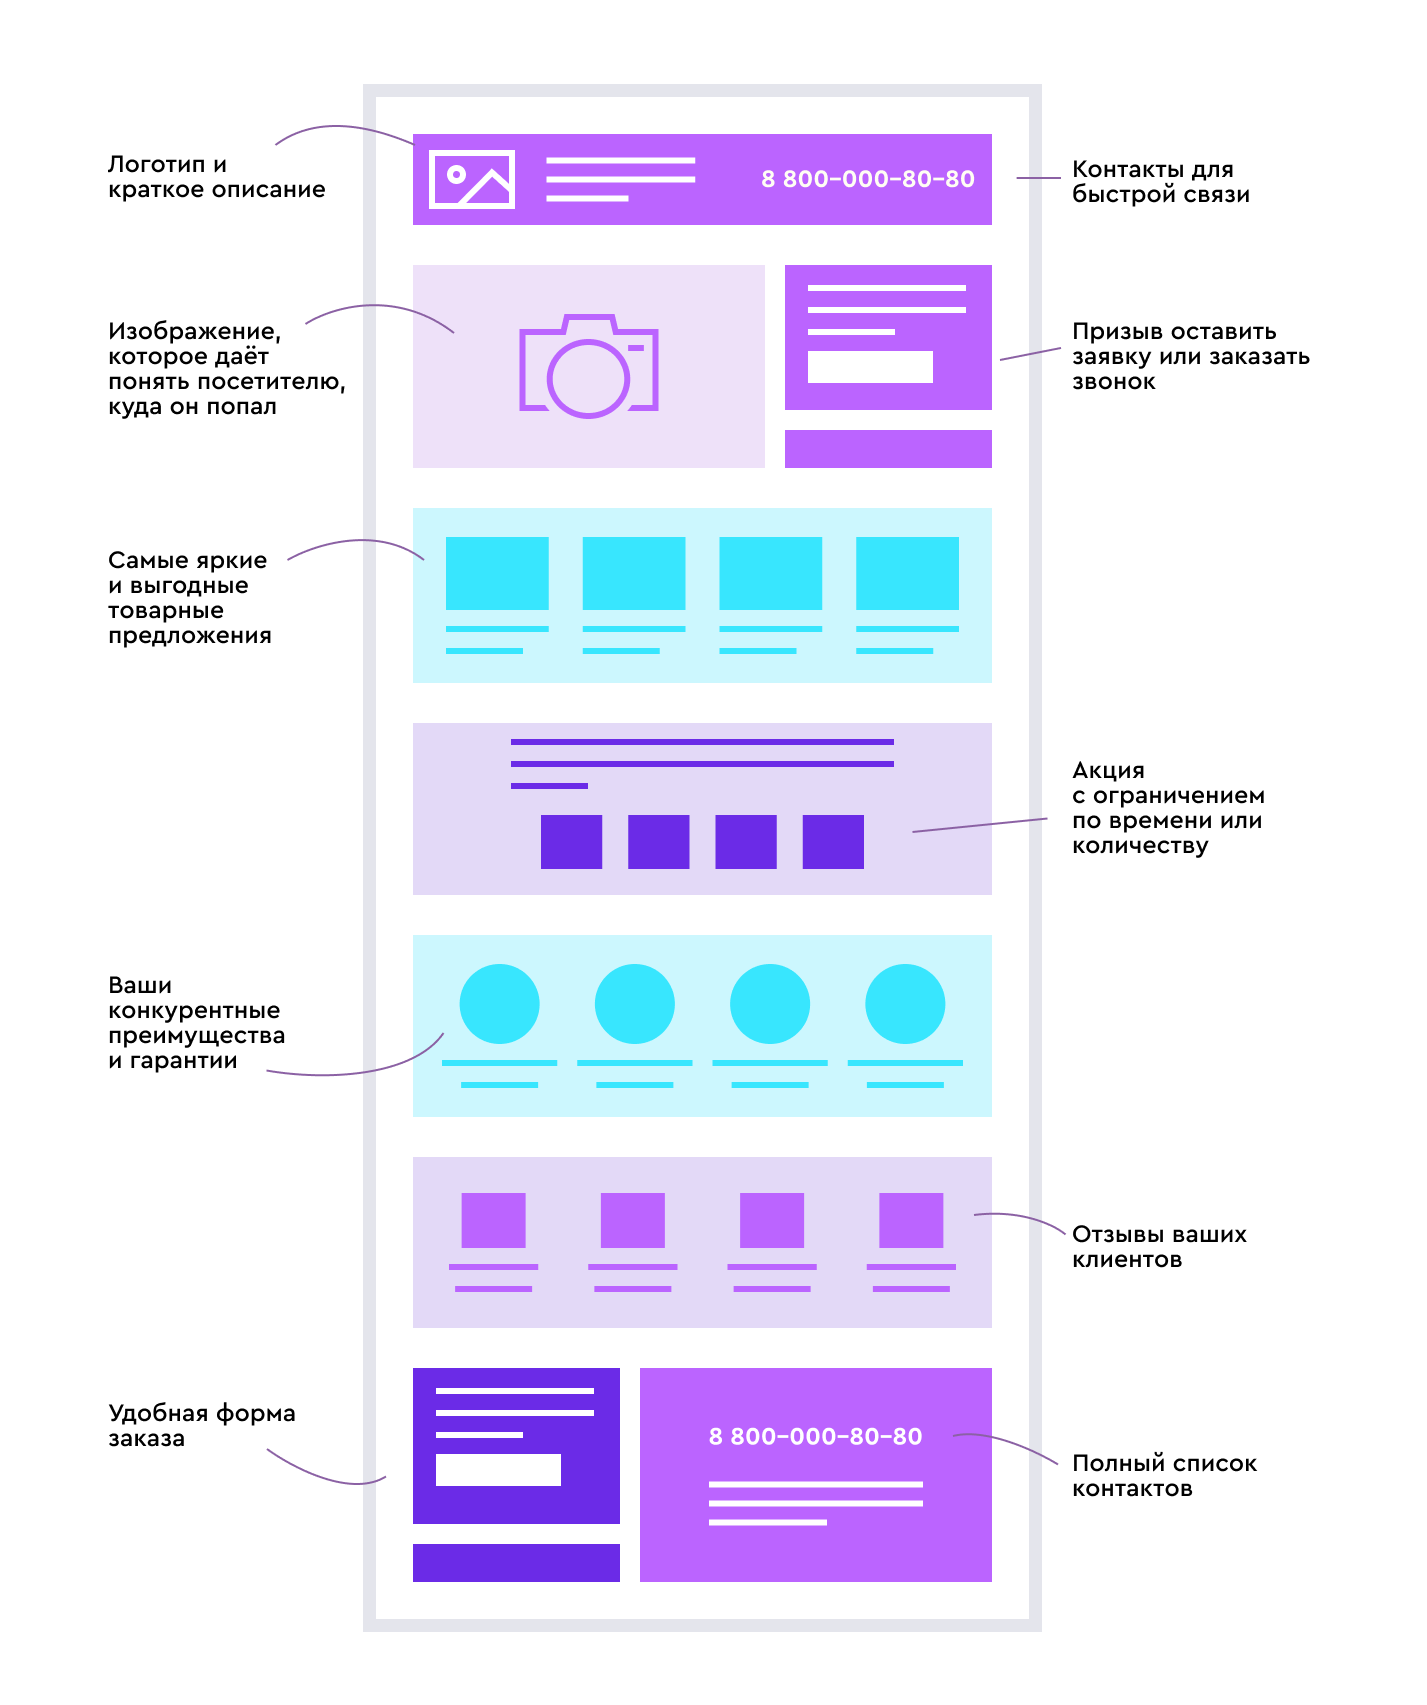 Логотип и
краткое описание
8 800-000-80-80
Контакты для
быстрой связи
Изображение,
которое даёт
понять посетителю,
куда он попал
Призыв оставить
заявку или заказать
звонок
Самые яркие
и выгодные
товарные
предложения
Акция
с ограничением
по времени или
количеству
Ваши
конкурентные
преимущества
и гарантии
Отзывы ваших
клиентов
Удобная форма
заказа
8 800-000-80-80
Полный список
контактов